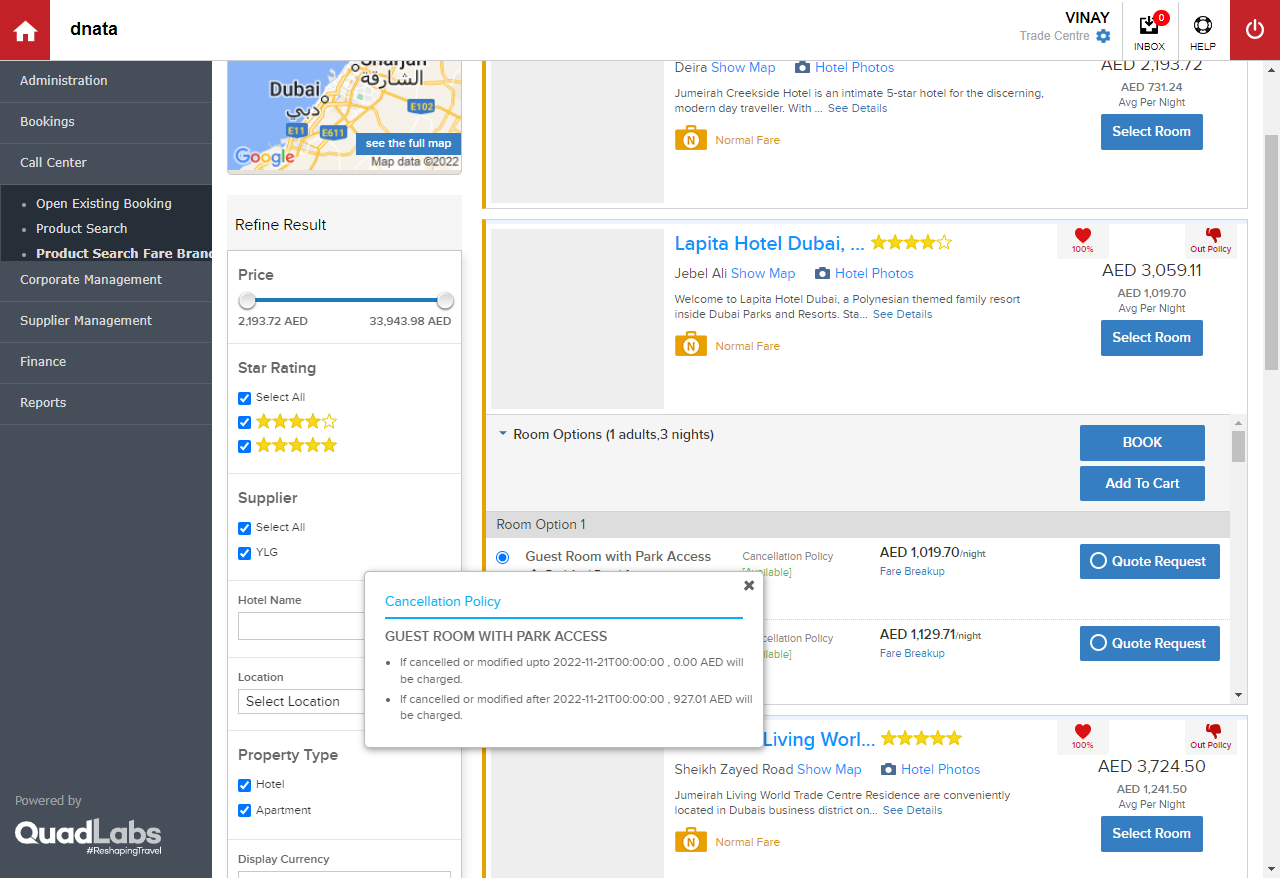 dnata
VINAY
Trade Centre
0
INBOX
HELP
Administration
Bookings
Call Center
Open Existing Booking
Product Search
Product Search Fare Brand
Corporate Management
Supplier Management
Finance
Reports
Powered by
QuadLabs
#ReshapingTravel
Sharjah
الشارقة
Dubai
دبي
E102
E11
E611
see the full map
Google
Map data ©2022
Refine Result
Price
2,193.72 AED
33,943.98 AED
Star Rating
Select All
Supplier
Select All
YLG
Hotel Name
Location
Select Location
Property Type
Hotel
Apartment
Display Currency
Deira Show Map
Hotel Photos
Jumeirah Creekside Hotel is an intimate 5-star hotel for the discerning,
modern day traveller. With ... See Details
N
Normal Fare
AED 2,193.72
AED 731.24
Avg Per Night
Select Room
Lapita Hotel Dubai, ...
100%
Out Policy
Jebel Ali Show Map
Hotel Photos
Welcome to Lapita Hotel Dubai, a Polynesian themed family resort
inside Dubai Parks and Resorts. Sta... See Details
N
Normal Fare
AED 3,059.11
AED 1,019.70
Avg Per Night
Select Room
Room Options (1 adults,3 nights)
BOOK
Add To Cart
Room Option 1
Guest Room with Park Access
Cancellation Policy
AED 1,019.70/night
Fare Breakup
Quote Request
AED 1,129.71/night
Fare Breakup
Quote Request
Cancellation Policy
GUEST ROOM WITH PARK ACCESS
If cancelled or modified upto 2022-11-21T00:00:00 , 0.00 AED will
be charged.
If cancelled or modified after 2022-11-21T00:00:00 , 927.01 AED will
be charged.
Living Worl...
100%
Out Policy
Sheikh Zayed Road Show Map
Hotel Photos
Jumeirah Living World Trade Centre Residence are conveniently
located in Dubais business district on... See Details
N
Normal Fare
AED 3,724.50
AED 1,241.50
Avg Per Night
Select Room